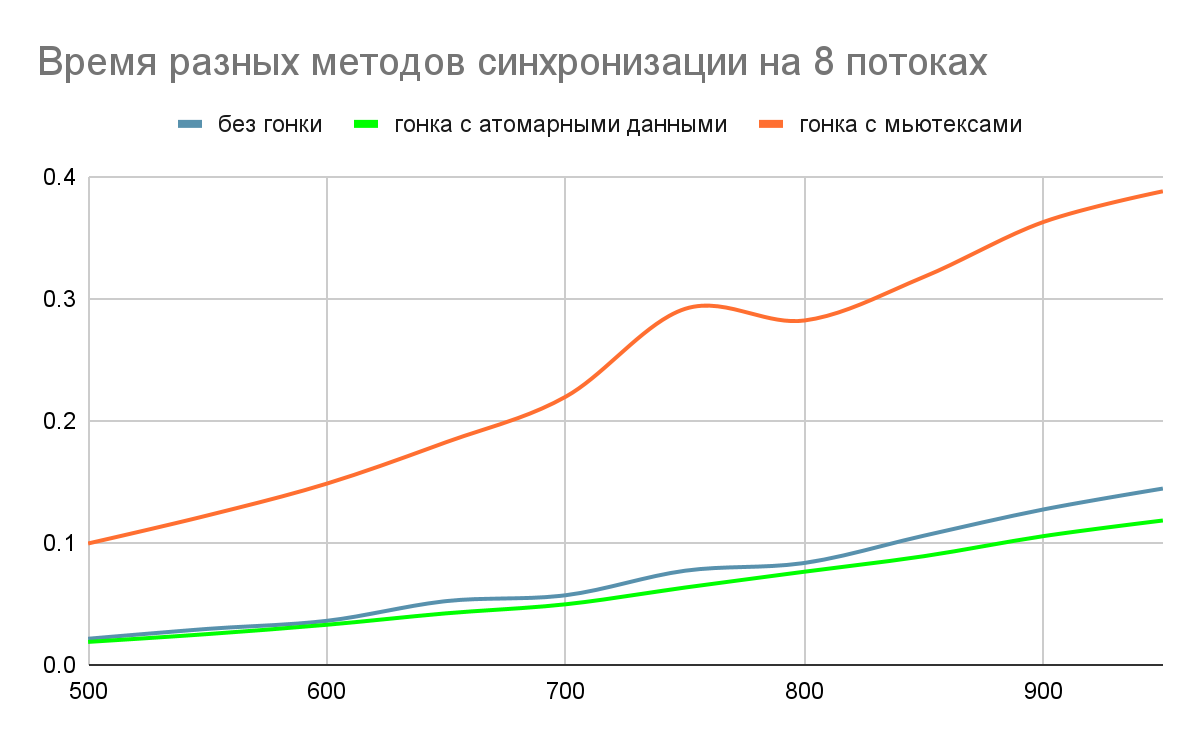 Время разных методов синхронизации на 8 потоках
без гонки гонка с атомарными данными гонка с мьютексами
0.4
0.3
0.2
0.1
0.0
500 600 700 800 900